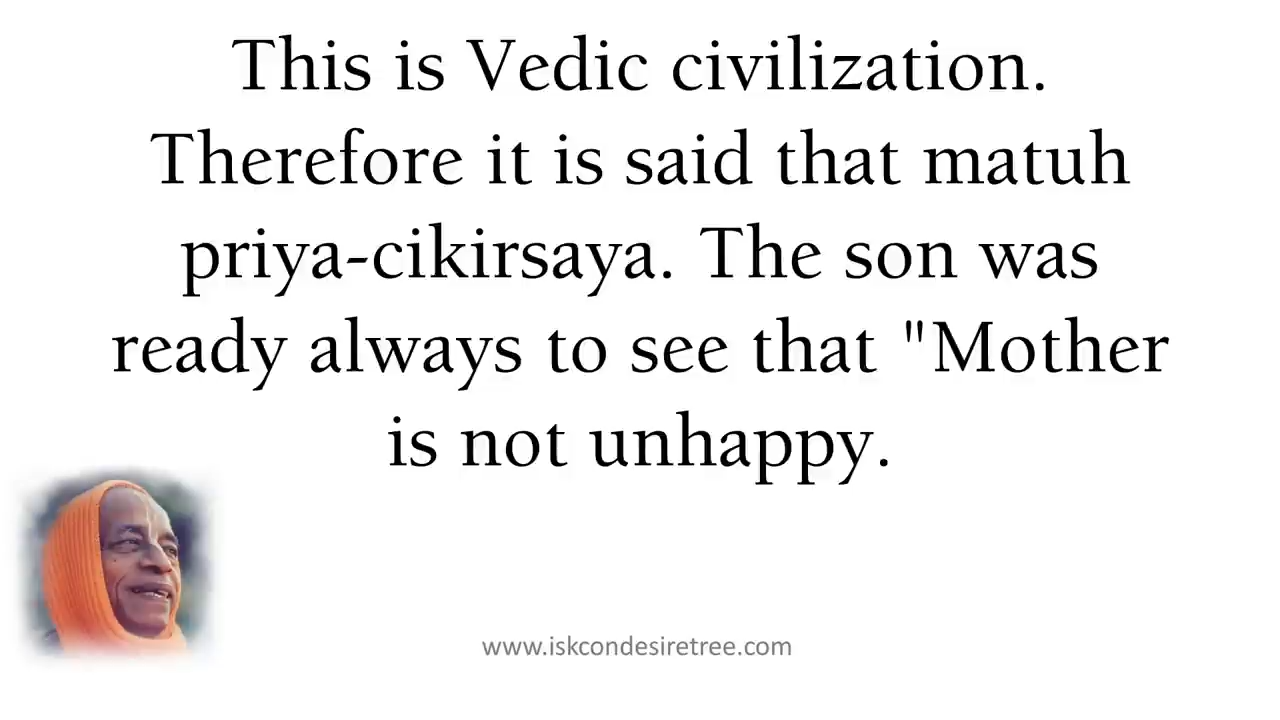 This is Vedic civilization.
Therefore it is said that matuh
priya-cikirsaya. The son was
ready always to see that "Mother
is not unhappy.
www.iskcondesiretree.com